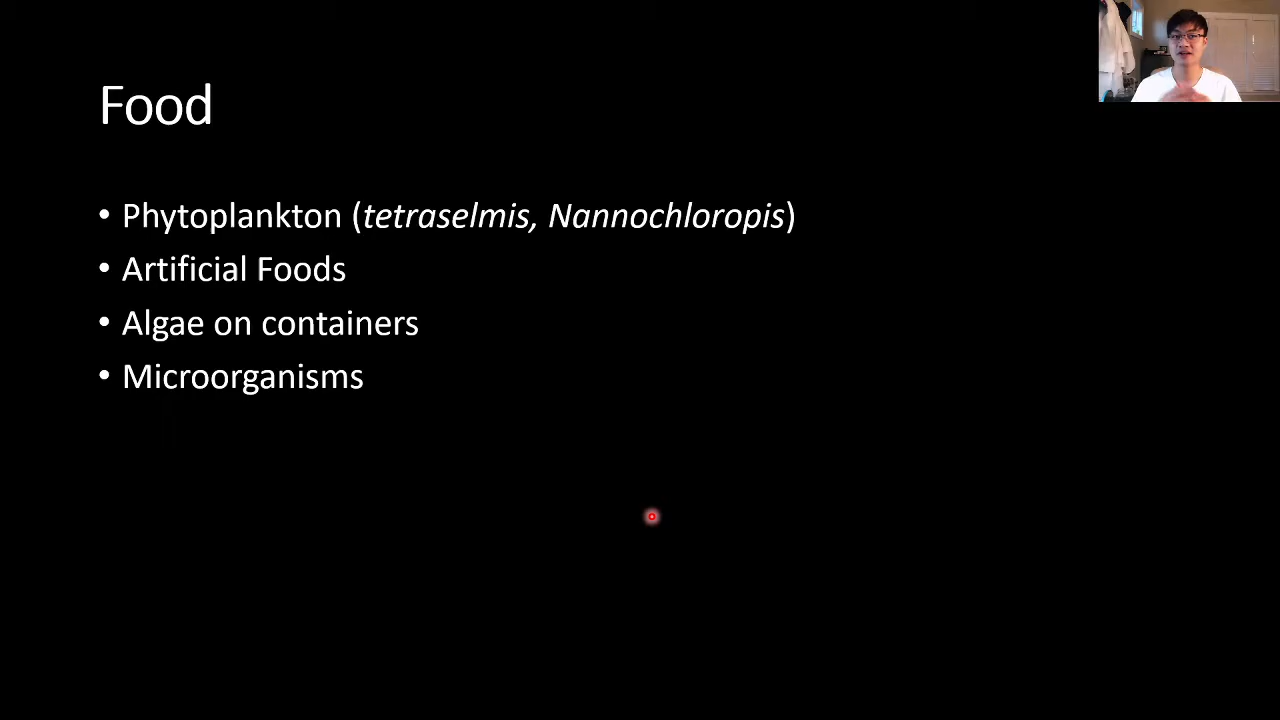 Food
• Phytoplankton (tetraselmis, Nannochloropis)
• Artificial Foods
• Algae on containers
• Microorganisms